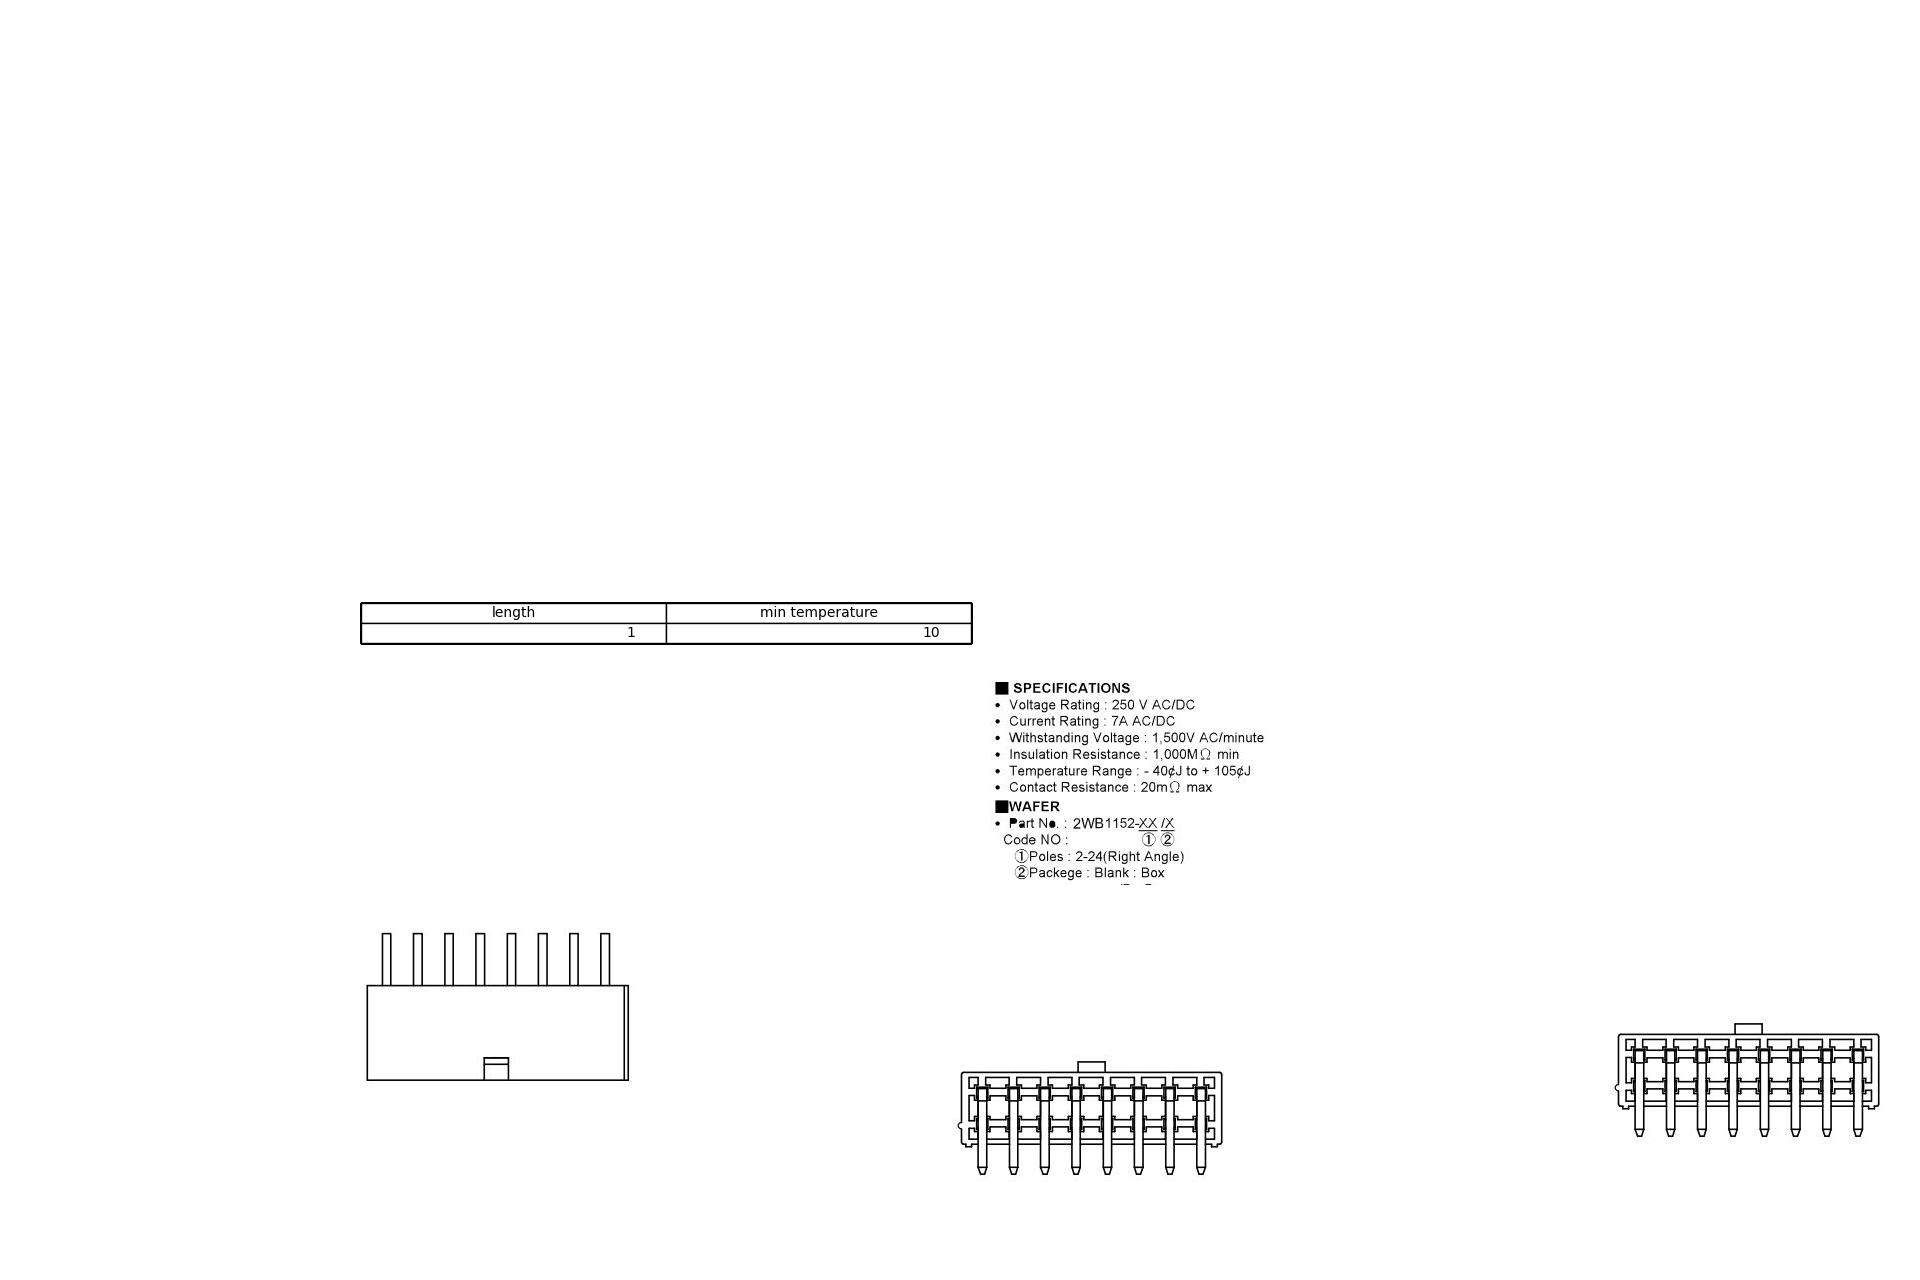 length min temperature
1 10
■ SPECIFICATIONS
• Voltage Rating : 250 V AC/DC
• Current Rating : 7A AC/DC
• Withstanding Voltage : 1,500V AC/minute
• Insulation Resistance : 1,000MΩ min
• Temperature Range : - 40¢J to + 105¢J
• Contact Resistance : 20mΩ max
■WAFER
• Part No. : 2WB1152-XX /X
Code NO : ① ②
①Poles : 2-24(Right Angle)
②Packege : Blank : Box